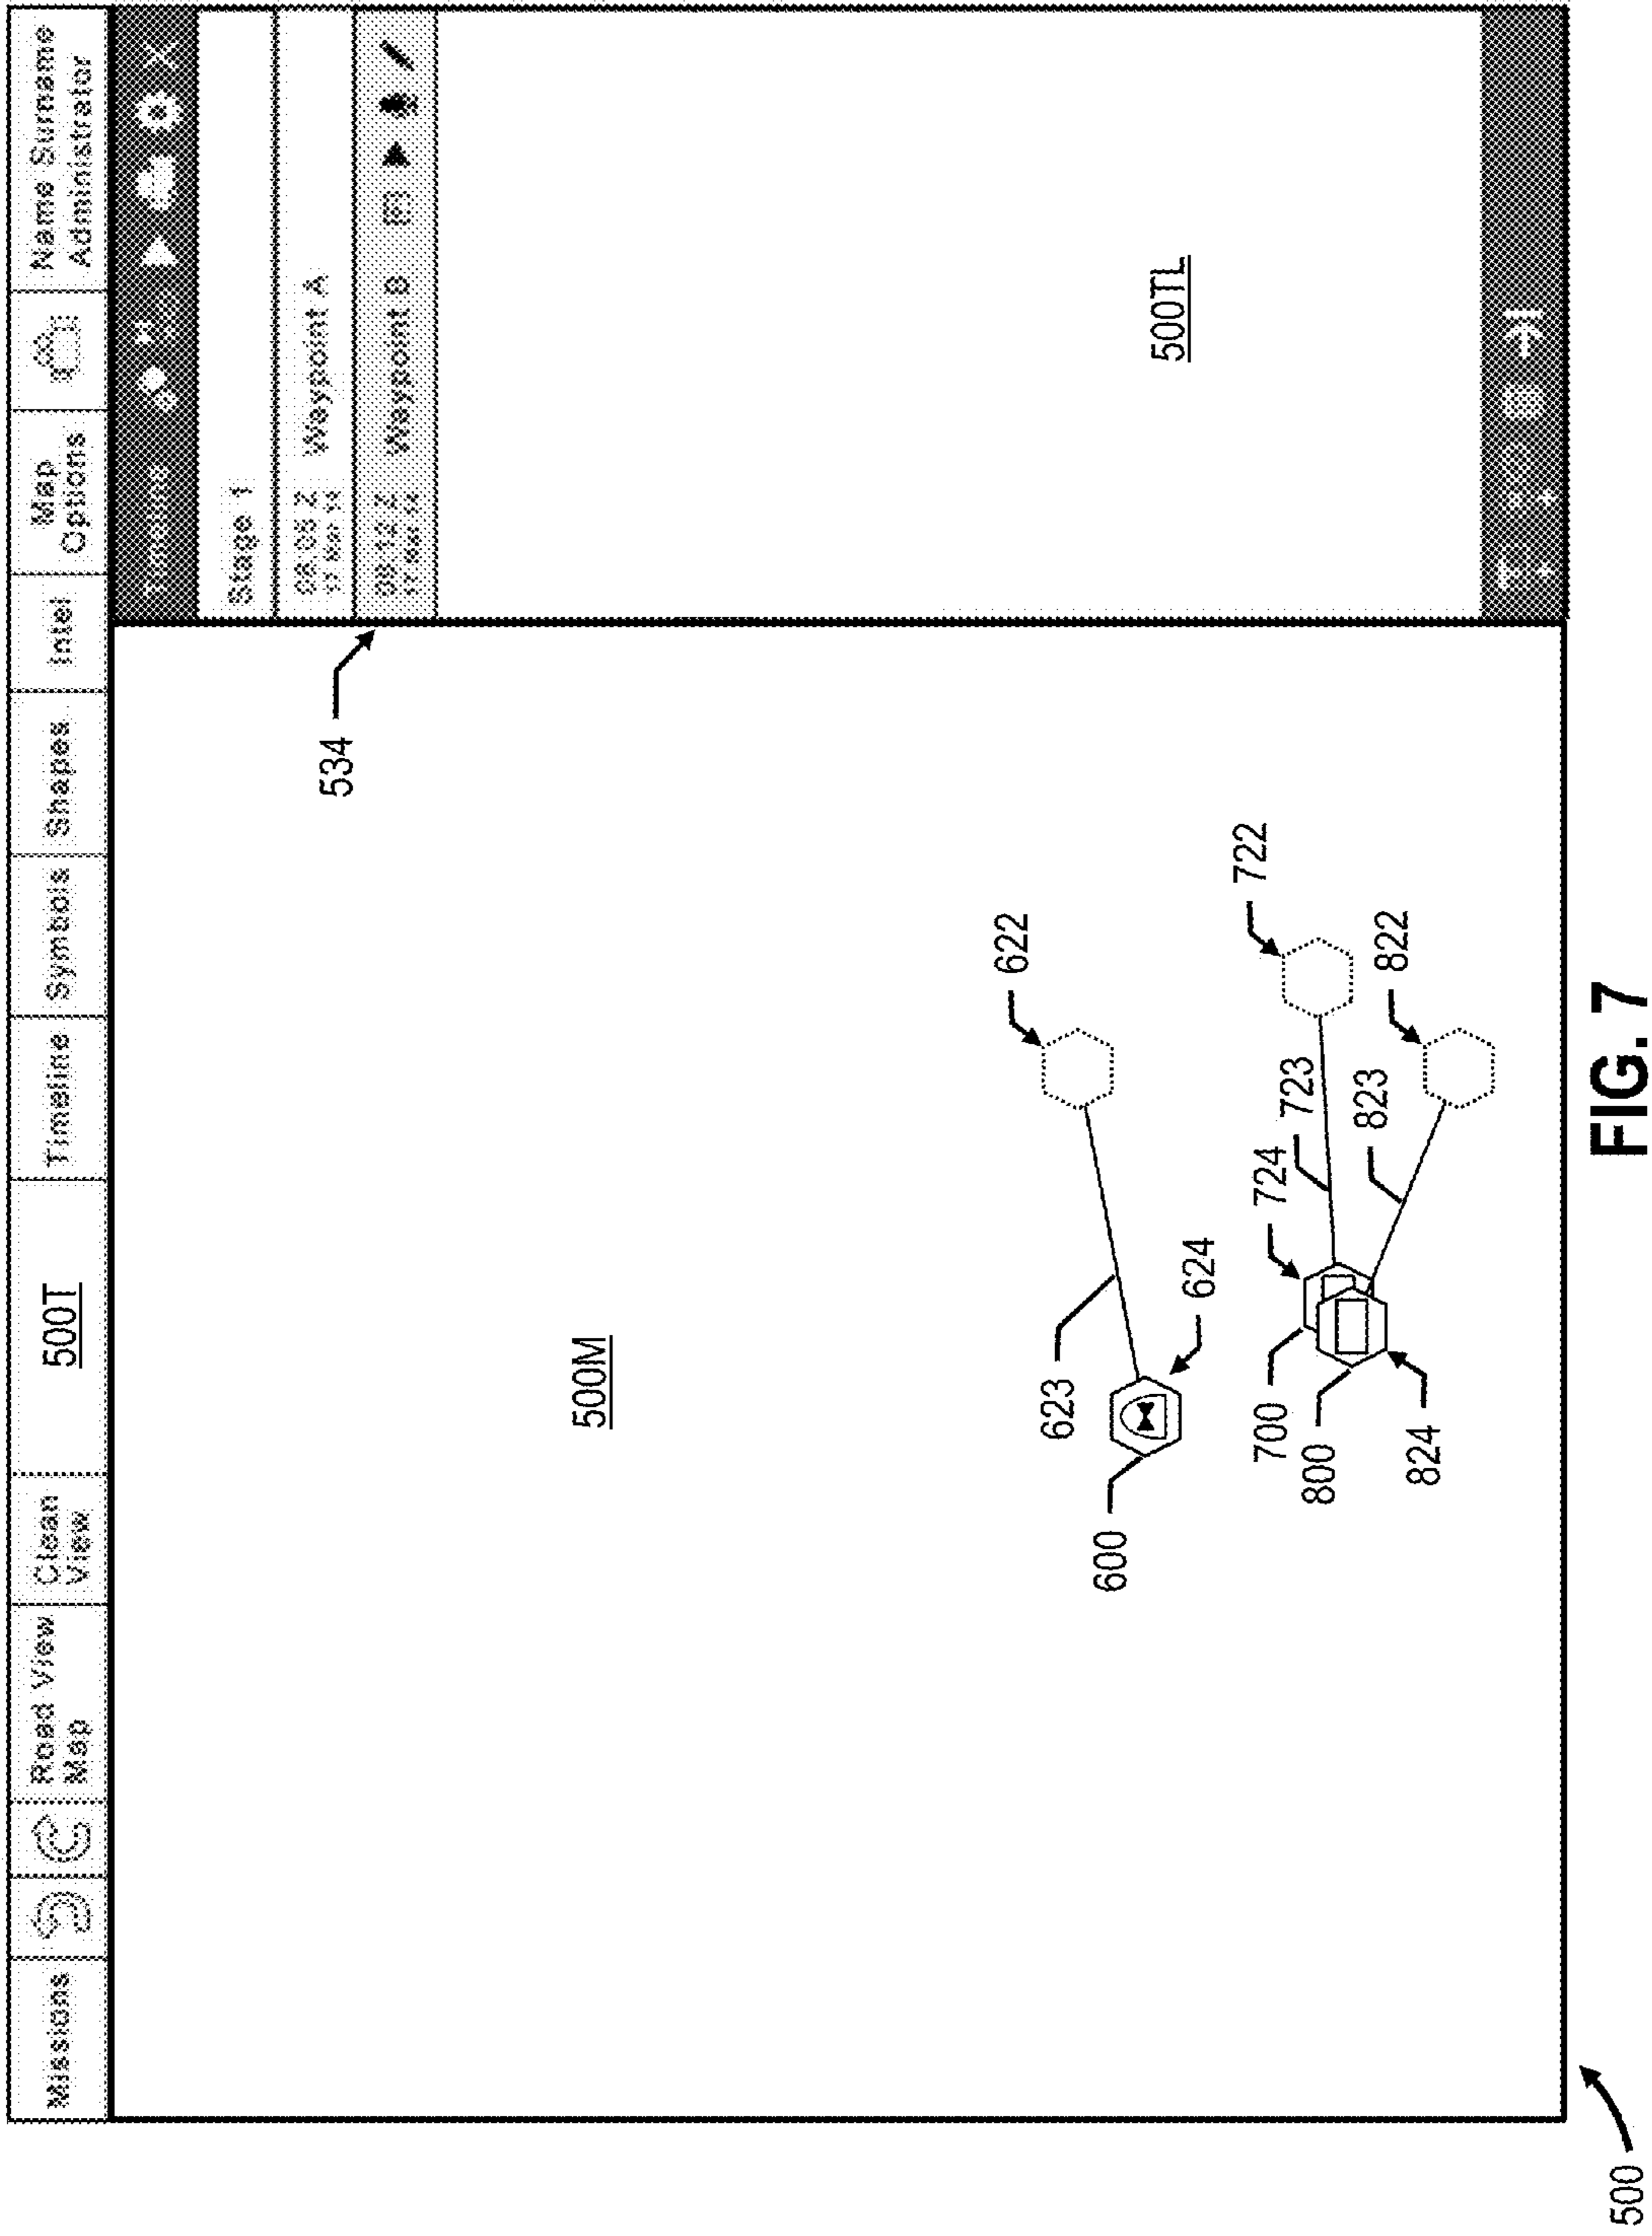 Missions
Road View
Map
Clean
View
500T
Timeline
Symbols
Shapes
Intel
Map
Options
Name Surname
Administrator
Timeline
Stage 1
Waypoint A
Waypoint B
534
500M
500TL
622
623
624
600
722
723
724
700
800
822
823
824
500
FIG. 7